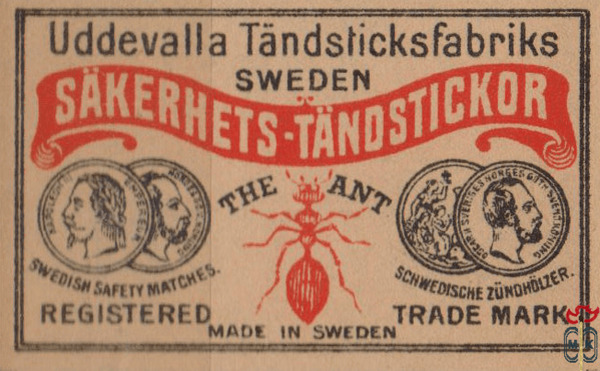 Uddevalla Tändsticksfabriks
SWEDEN
SÄKERHETS-TÄNDSTICKOR
THE ANT
SWEDISH SAFETY MATCHES.
SCHWEDISCHE ZÜNDHÖLZER.
REGISTERED
TRADE MARK
MADE IN SWEDEN